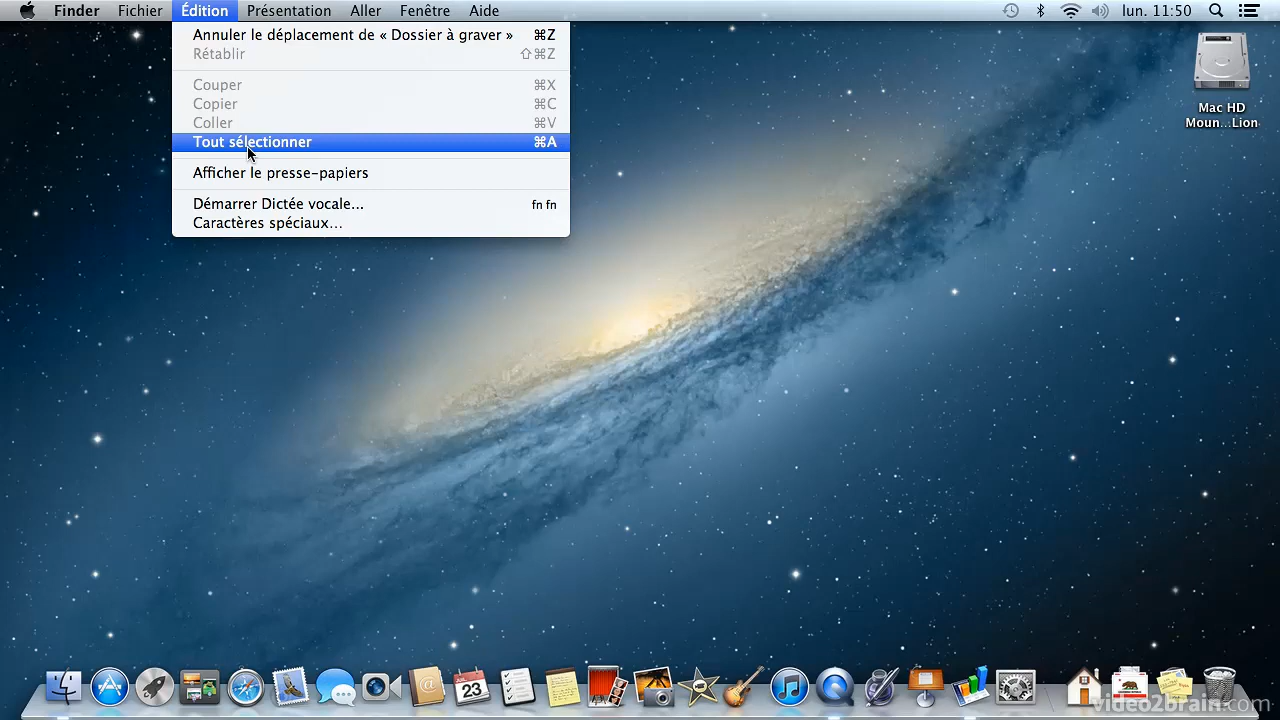 Finder Fichier Édition Présentation Aller Fenêtre Aide lun. 11:50
Annuler le déplacement de « Dossier à graver » ⌘Z
Rétablir ⇧⌘Z
Couper ⌘X
Copier ⌘C
Coller ⌘V
Tout sélectionner ⌘A
Afficher le presse-papiers
Démarrer Dictée vocale... fn fn
Caractères spéciaux...
Mac HD
Moun...Lion
23
video2brain.com